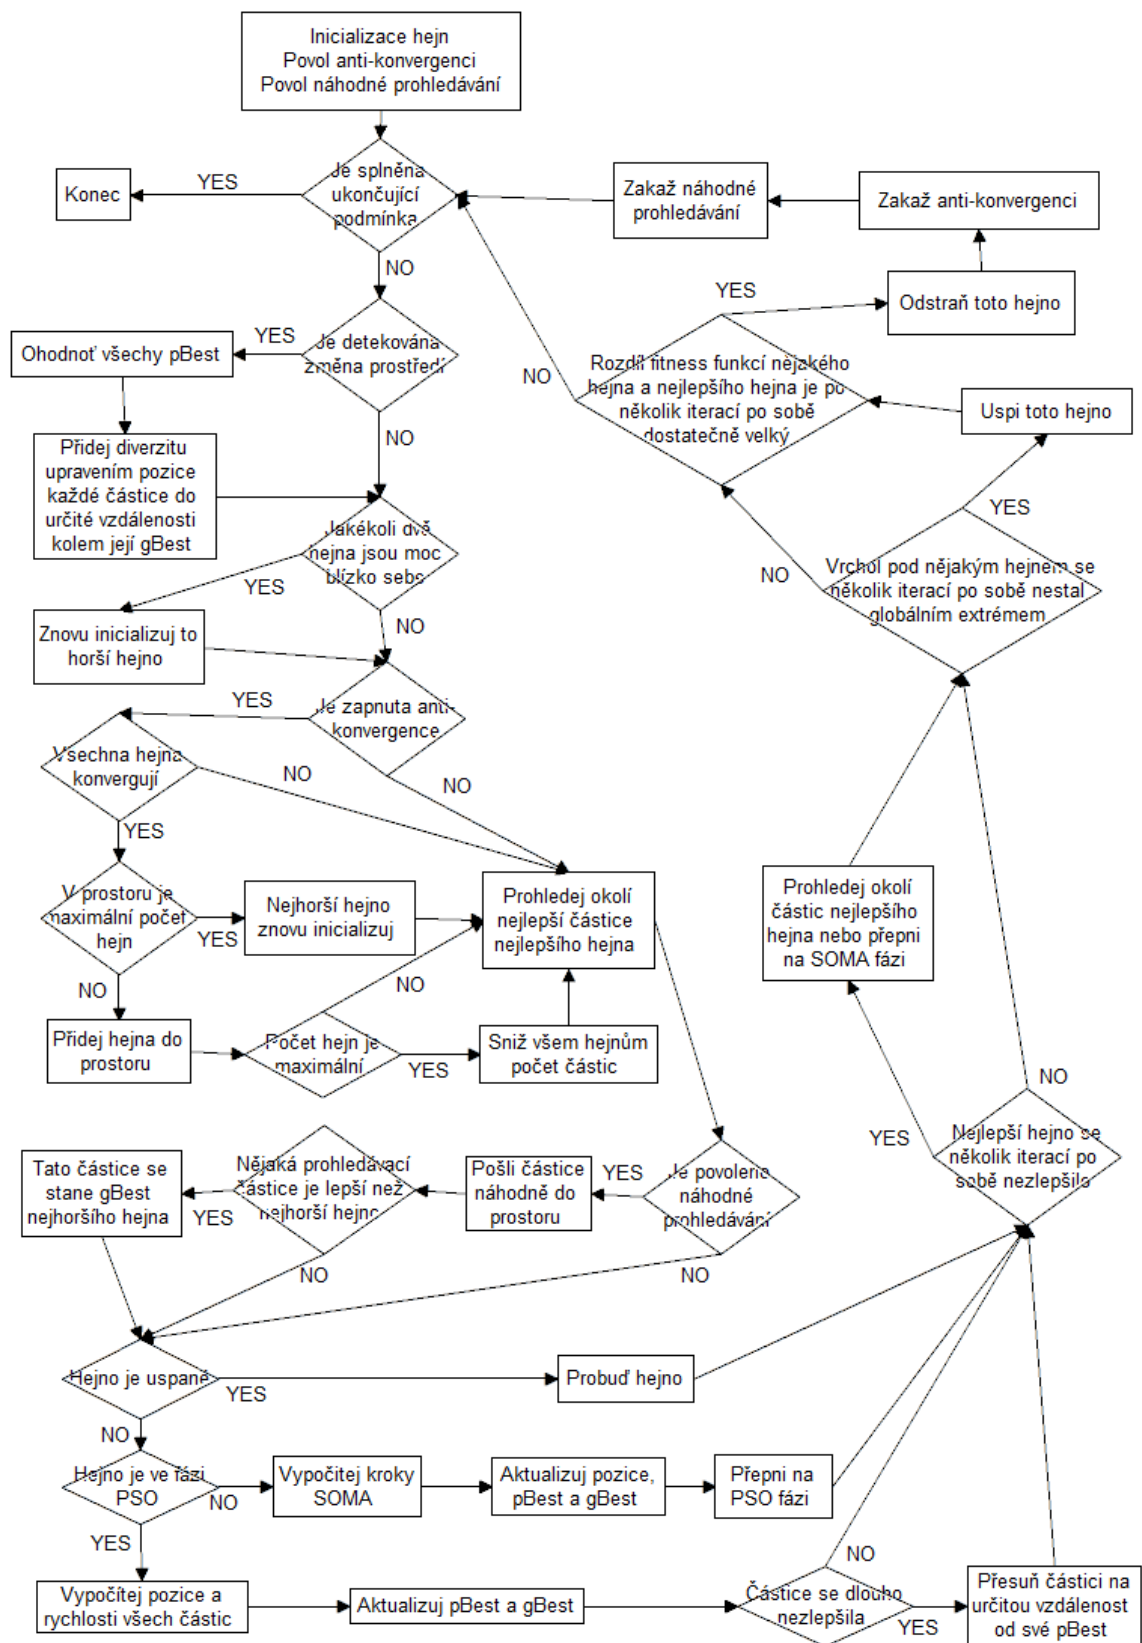 Inicializace hejn
Povol anti-konvergenci
Povol náhodné prohledávání
Je splněna
ukončující
podmínka
YES
Konec
NO
Zakaž náhodné
prohledávání
Zakaž anti-konvergenci
Odstraň toto hejno
YES
Je detekována
změna prostředí
YES
Ohodnoť všechy pBest
NO
Rozdíl fitness funkcí nějakého
hejna a nejlepšího hejna je po
několik iterací po sobě
dostatečně velký
NO
Uspi toto hejno
Přidej diverzitu
upravením pozice
každé částice do
určité vzdálenosti
kolem její gBest
Jakékoli dvě
hejna jsou moc
blízko sebe
YES
NO
YES
NO
Vrchol pod nějakým hejnem se
několik iterací po sobě nestal
globálním extrémem
Znovu inicializuj to
horší hejno
Je zapnuta anti-
konvergence
YES
NO
Všechna hejna
konvergují
NO
YES
V prostoru je
maximální počet
hejn
YES
NO
Nejhorší hejno
znovu inicializuj
Prohledej okolí
nejlepší částice
nejlepšího hejna
Prohledej okolí
částic nejlepšího
hejna nebo přepni
na SOMA fázi
Přidej hejna do
prostoru
Počet hejn je
maximální
NO
YES
Sniž všem hejnům
počet částic
NO
YES
Nejlepší hejno se
několik iterací po
sobě nezlepšilo
Tato částice se
stane gBest
nejhoršího hejna
YES
Nějaká prohledávací
částice je lepší než
nejhorší hejno
NO
Pošli částice
náhodně do
prostoru
YES
Je povoleno
náhodné
prohledávání
NO
Hejno je uspané
YES
Probuď hejno
NO
Hejno je ve fázi
PSO
NO
Vypočítej kroky
SOMA
Aktualizuj pozice,
pBest a gBest
Přepni na
PSO fázi
YES
Vypočítej pozice a
rychlosti všech částic
Aktualizuj pBest a gBest
Částice se dlouho
nezlepšila
NO
YES
Přesuň částici na
určitou vzdálenost
od své pBest